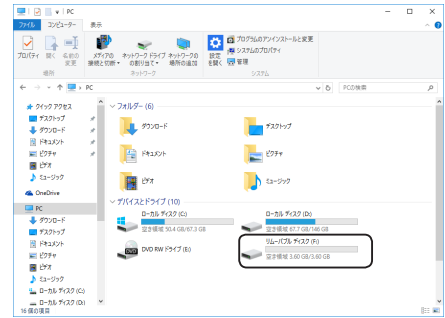 PC
ファイル コンピューター 表示
プロパティ 開く 名前の変更
メディアの接続と切断 ネットワーク ドライブの割り当て ネットワークの場所の追加
設定を開く
プログラムのアンインストールと変更
システムのプロパティ
管理
場所 ネットワーク システム
PC PCの検索
クイック アクセス
デスクトップ
ダウンロード
ドキュメント
ピクチャ
ビデオ
ミュージック
OneDrive
PC
ダウンロード
デスクトップ
ドキュメント
ピクチャ
ビデオ
ミュージック
ローカル ディスク (C:)
ローカル ディスク (D:)
フォルダー (6)
ダウンロード デスクトップ
ドキュメント ピクチャ
ビデオ ミュージック
デバイスとドライブ (10)
ローカル ディスク (C:) ローカル ディスク (D:)
空き領域 50.4 GB/67.3 GB 空き領域 67.7 GB/146 GB
DVD RW ドライブ (E:) リムーバブル ディスク (F:)
空き領域 3.60 GB/3.60 GB
16 個の項目